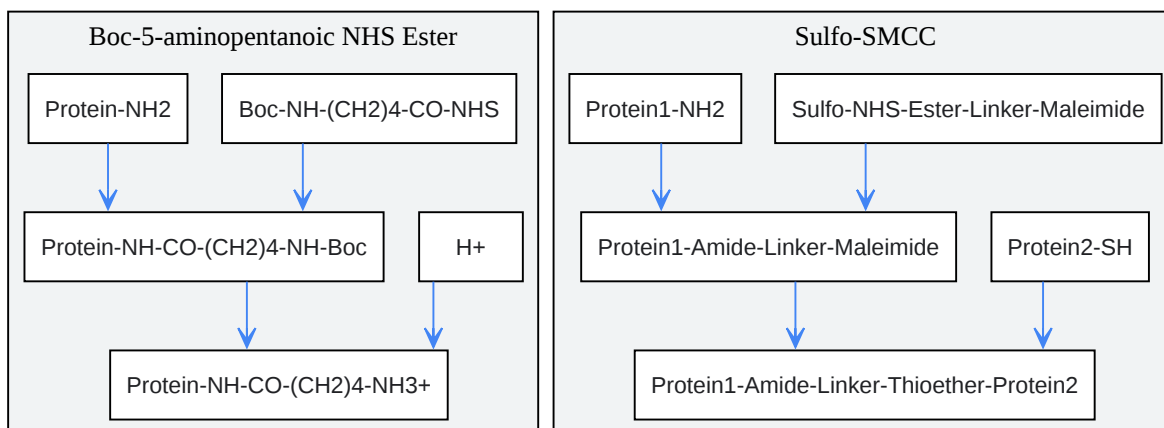 Boc-5-aminopentanoic NHS Ester
Protein-NH2
Boc-NH-(CH2)4-CO-NHS
Protein-NH-CO-(CH2)4-NH-Boc
H+
Protein-NH-CO-(CH2)4-NH3+
Sulfo-SMCC
Protein1-NH2
Sulfo-NHS-Ester-Linker-Maleimide
Protein1-Amide-Linker-Maleimide
Protein2-SH
Protein1-Amide-Linker-Thioether-Protein2